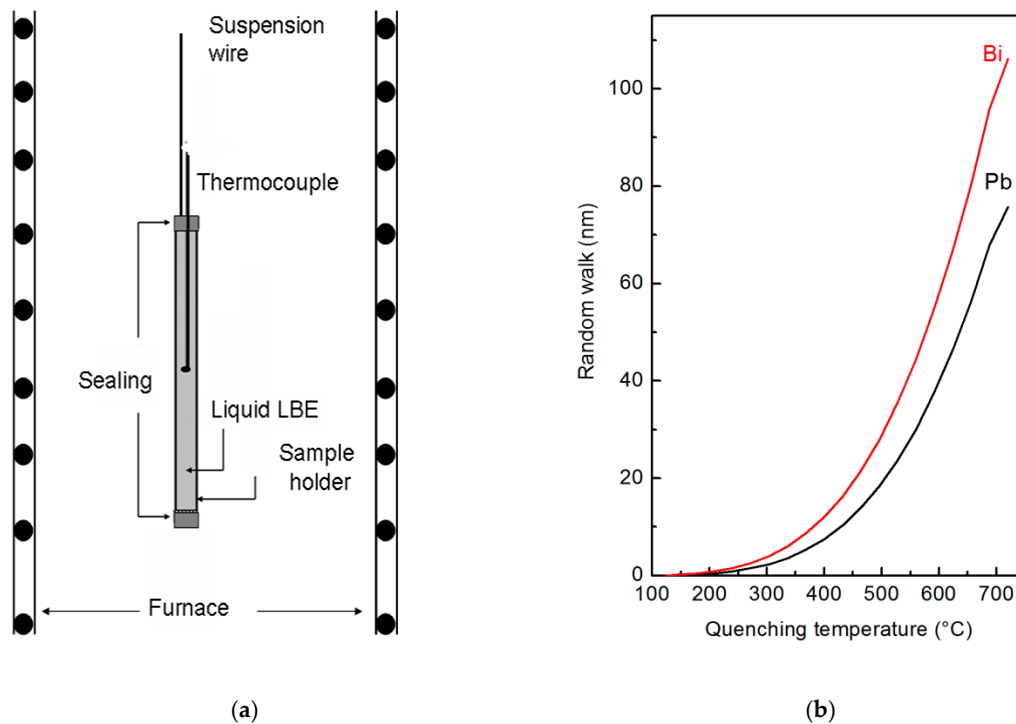 Suspension
wire
Thermocouple
Sealing
Liquid LBE
Sample
holder
Furnace
(a)
Random walk (nm)
100
80
60
40
20
0
Bi
Pb
100 200 300 400 500 600 700
Quenching temperature (°C)
(b)